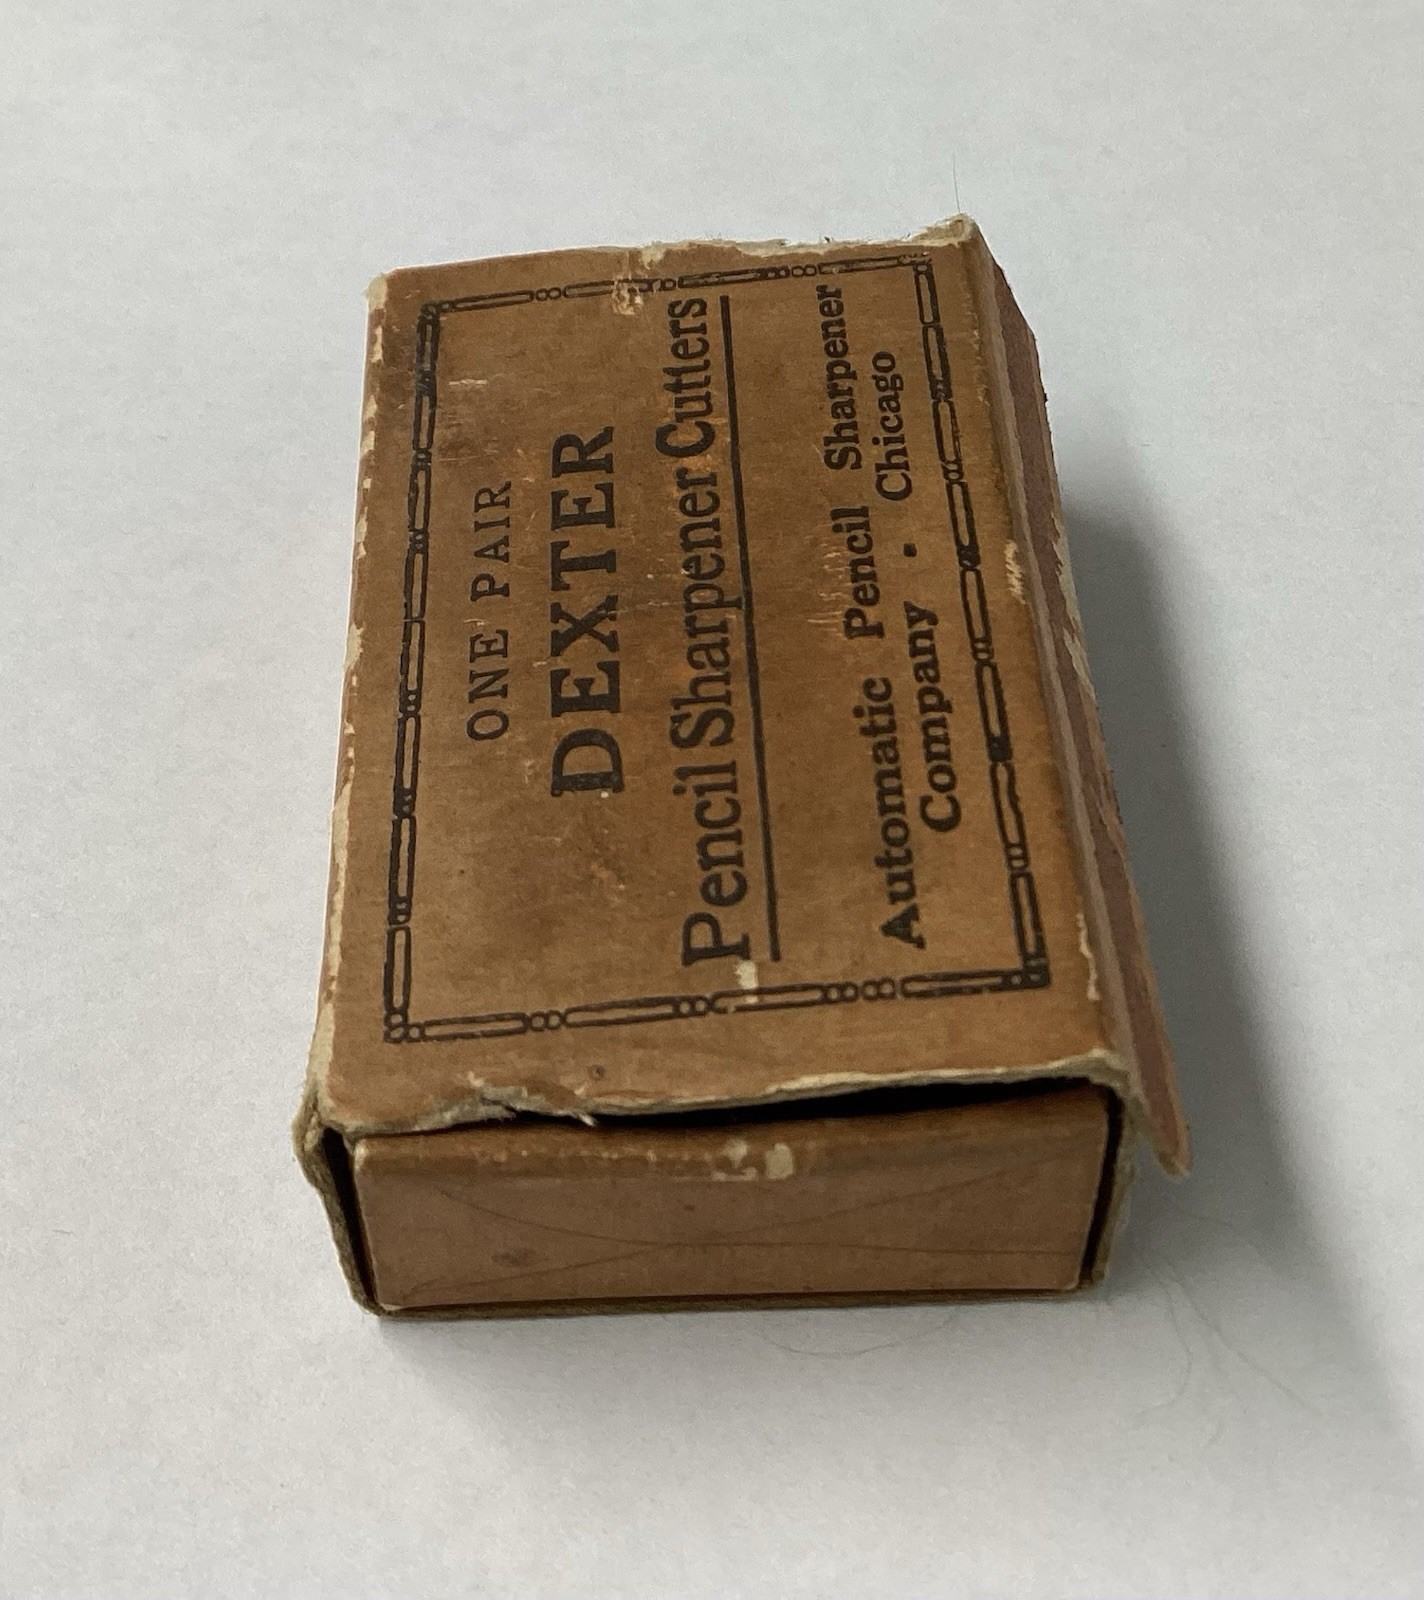 ONE PAIR
DEXTER
Pencil Sharpener Cutters
Automatic Pencil Sharpener
Company • Chicago